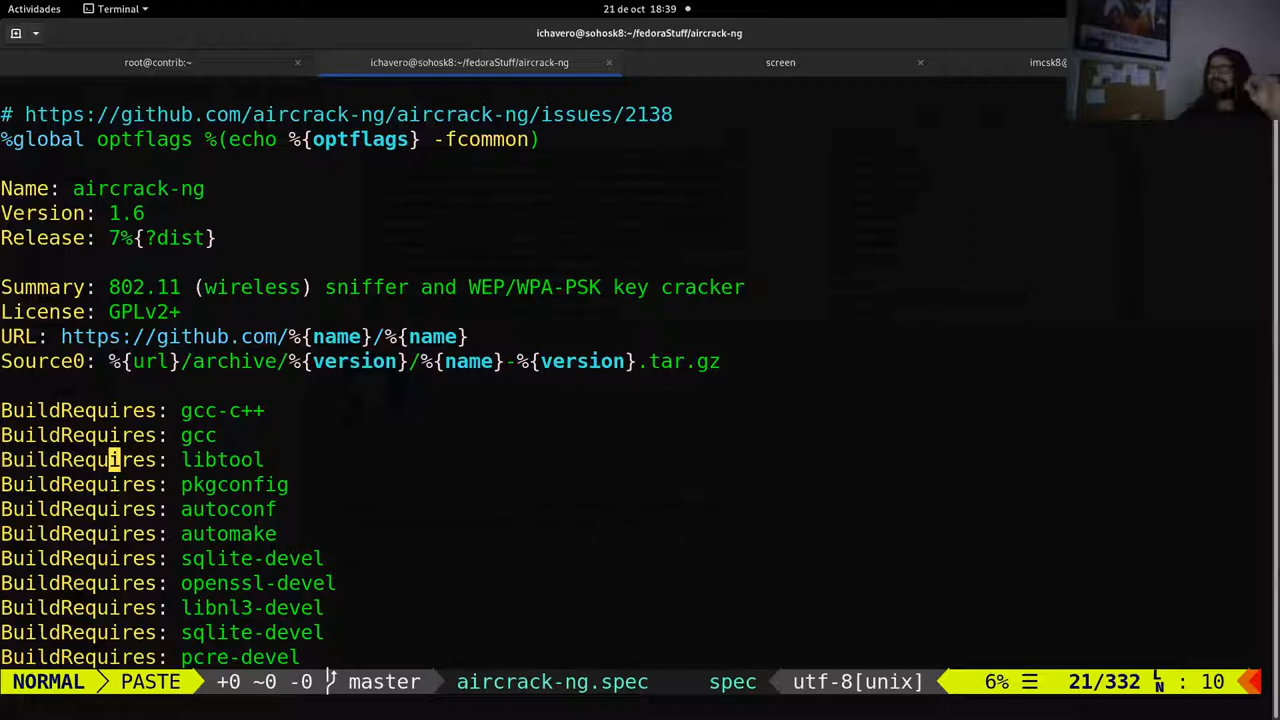 Actividades
Terminal
21 de oct 18:39
ichavero@sohosk8:~/fedoraStuff/aircrack-ng
root@contrib:~
ichavero@sohosk8:~/fedoraStuff/aircrack-ng
screen
imcsk8@
# https://github.com/aircrack-ng/aircrack-ng/issues/2138
%global optflags %(echo %{optflags} -fcommon)
Name: aircrack-ng
Version: 1.6
Release: 7%{?dist}
Summary: 802.11 (wireless) sniffer and WEP/WPA-PSK key cracker
License: GPLv2+
URL: https://github.com/%{name}/%{name}
Source0: %{url}/archive/%{version}/%{name}-%{version}.tar.gz
BuildRequires: gcc-c++
BuildRequires: gcc
BuildRequires: libtool
BuildRequires: pkgconfig
BuildRequires: autoconf
BuildRequires: automake
BuildRequires: sqlite-devel
BuildRequires: openssl-devel
BuildRequires: libnl3-devel
BuildRequires: sqlite-devel
BuildRequires: pcre-devel
NORMAL PASTE +0 ~0 -0 master aircrack-ng.spec spec utf-8[unix] 6% ☰ 21/332 LN : 10